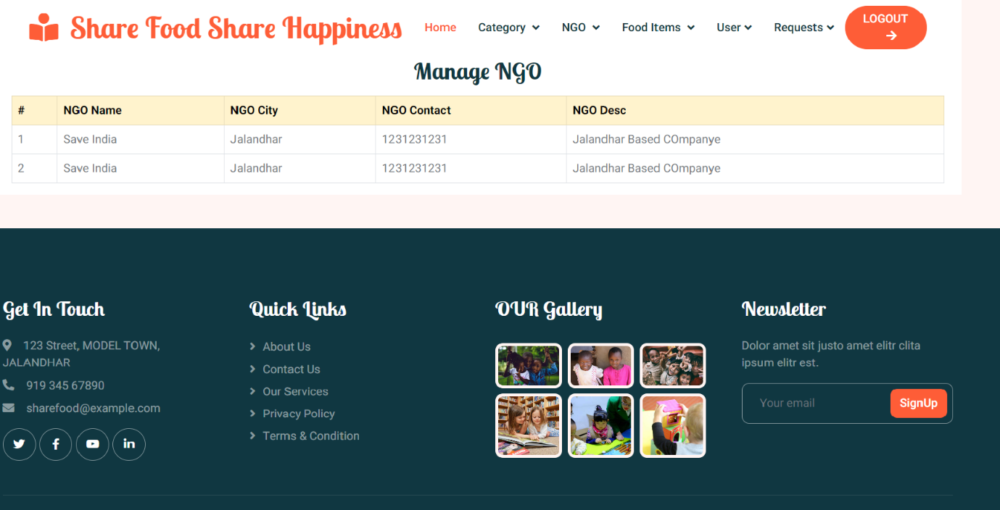 Share Food Share Happiness
Home Category NGO Food Items User Requests LOGOUT
Manage NGO
# NGO Name NGO City NGO Contact NGO Desc
1 Save India Jalandhar 1231231231 Jalandhar Based COmpanye
2 Save India Jalandhar 1231231231 Jalandhar Based COmpanye
Get In Touch
123 Street, MODEL TOWN,
JALANDHAR
919 345 67890
sharefood@example.com
Quick Links
About Us
Contact Us
Our Services
Privacy Policy
Terms & Condition
OUR Gallery
Newsletter
Dolor amet sit justo amet elitr clita
ipsum elitr est.
Your email SignUp